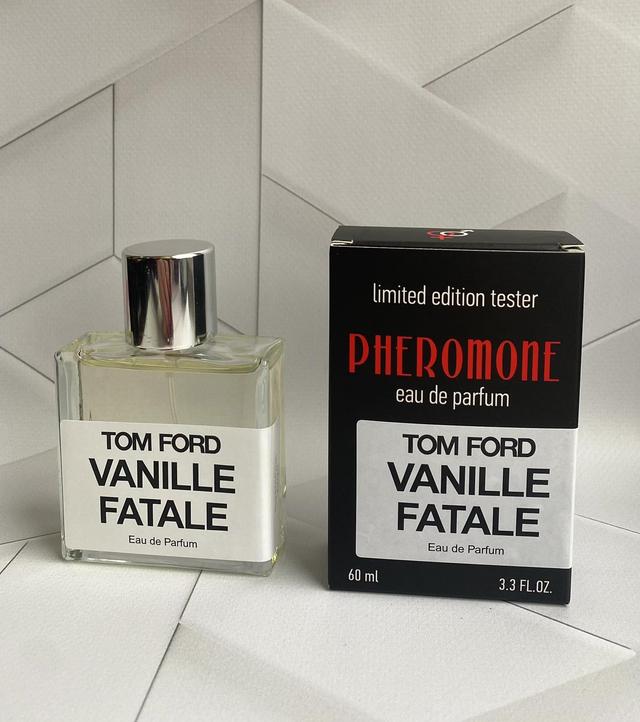 TOM FORD
VANILLE
FATALE
Eau de Parfum
limited edition tester
PHEROMONE
eau de parfum
TOM FORD
VANILLE
FATALE
Eau de Parfum
60 ml
3.3 FL.OZ.